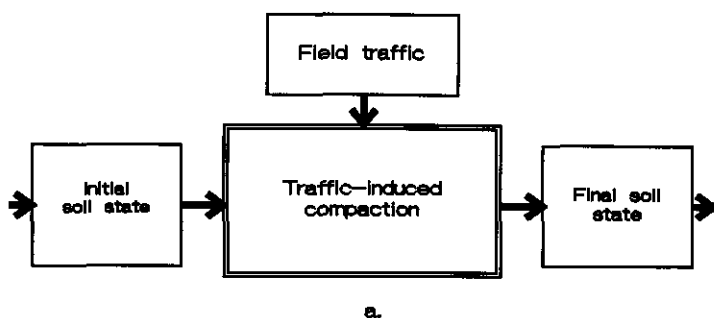 Field traffic
Initial
soil state
Traffic-induced
compaction
Final soil
state
a.